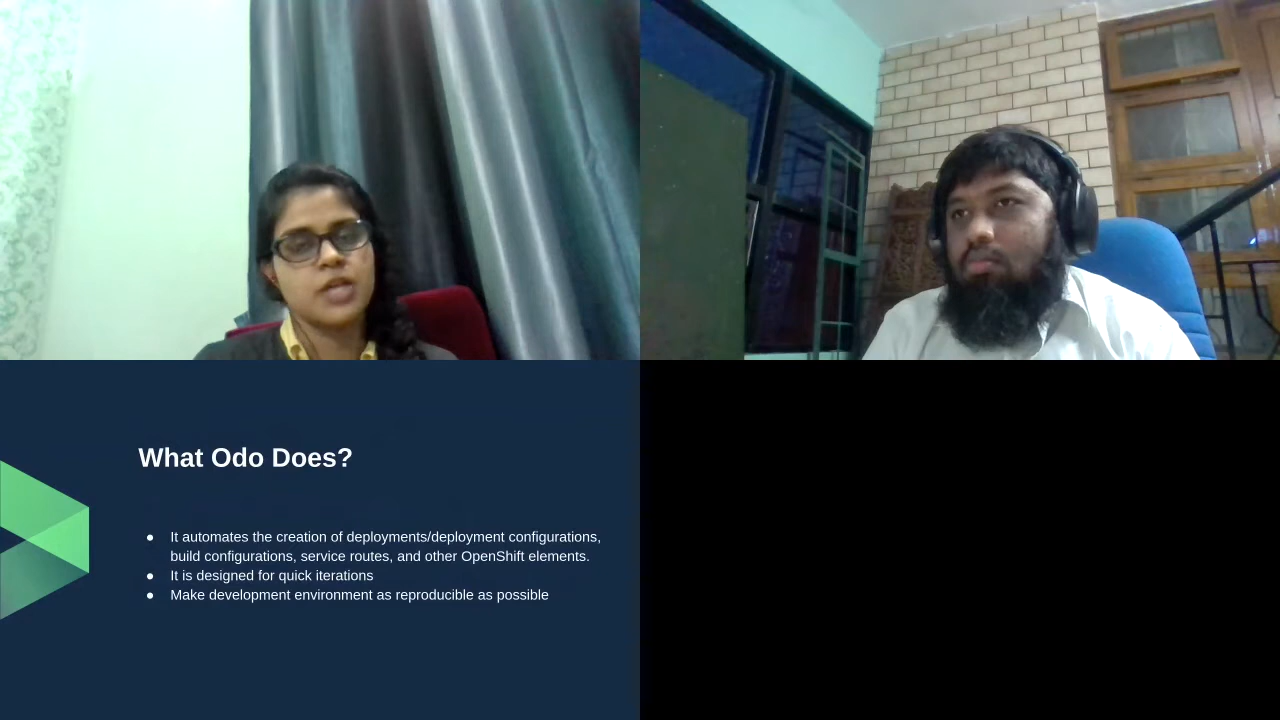 What Odo Does?
● It automates the creation of deployments/deployment configurations,
build configurations, service routes, and other OpenShift elements.
● It is designed for quick iterations
● Make development environment as reproducible as possible